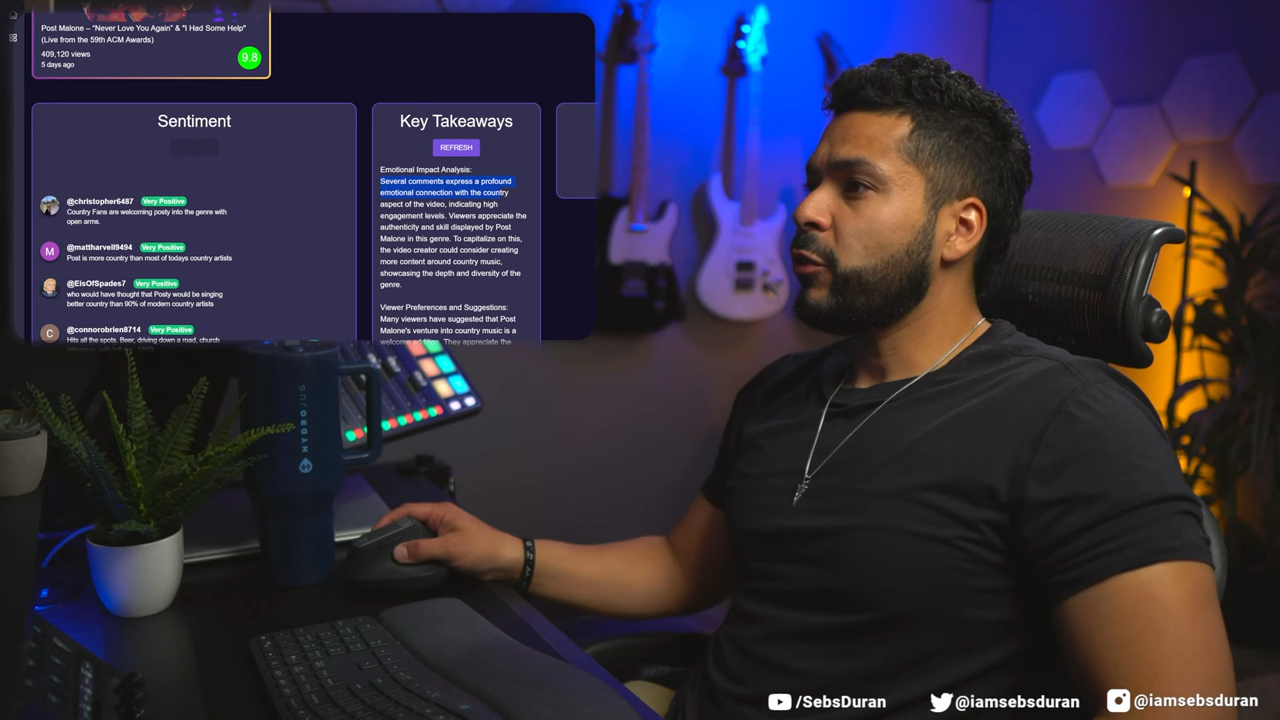 Post Malone – "Never Love You Again" & "I Had Some Help"
(Live from the 59th ACM Awards)
409,120 views
5 days ago
9.8
Sentiment
@christopher6487 Very Positive
Country Fans are welcoming posty into the genre with
open arms.
M
@mattharvell9494 Very Positive
Post is more country than most of todays country artists
@EisOfSpades7 Very Positive
who would have thought that Posty would be singing
better country than 90% of modern country artists
C
@connorobrien8714 Very Positive
Hits all the spots. Beer, driving down a road, church
Key Takeaways
REFRESH
Emotional Impact Analysis:
Several comments express a profound
emotional connection with the country
aspect of the video, indicating high
engagement levels. Viewers appreciate the
authenticity and skill displayed by Post
Malone in this genre. To capitalize on this,
the video creator could consider creating
more content around country music,
showcasing the depth and diversity of the
genre.
Viewer Preferences and Suggestions:
Many viewers have suggested that Post
Malone's venture into country music is a
welcome addition. They appreciate the
HYDROJUG
/SebsDuran
@iamsebsduran
@iamsebsduran